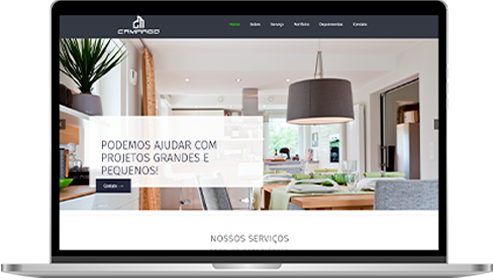 CAMARGO
Home Sobre Serviço Portfólio Depoimentos Contato
PODEMOS AJUDAR COM
PROJETOS GRANDES E
PEQUENOS!
Contato →
NOSSOS SERVIÇOS